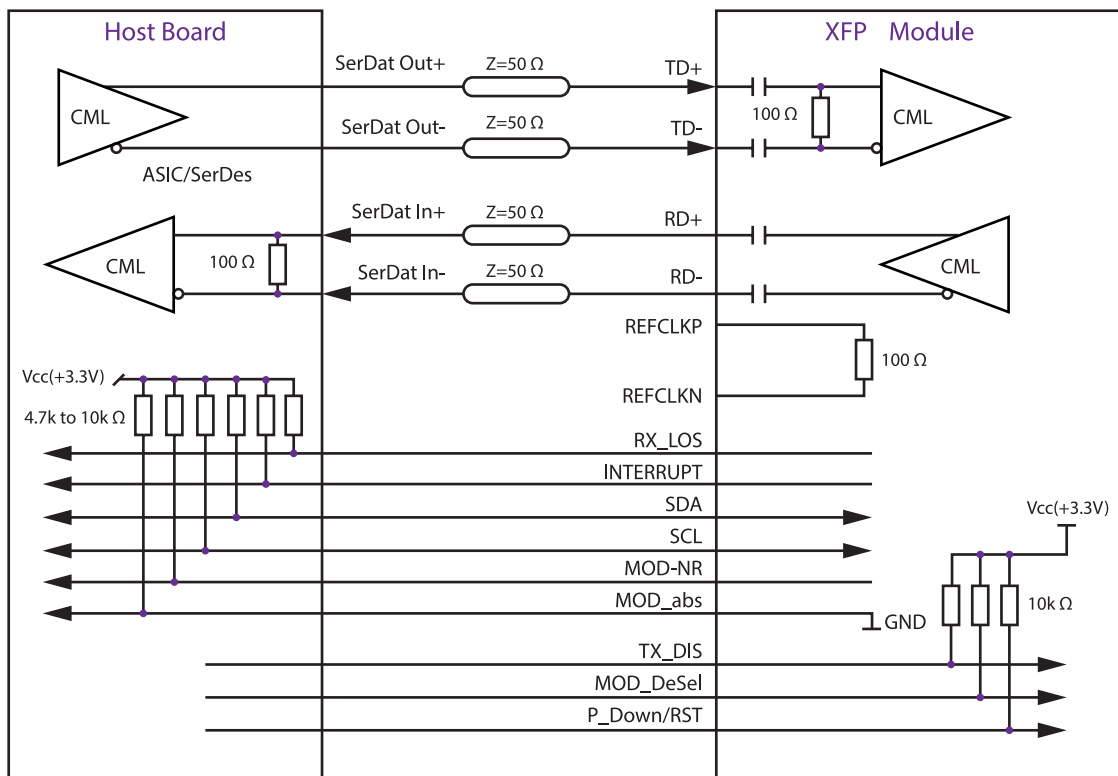 Host Board
XFP Module
SerDat Out+
Z=50 Ω
TD+
CML
100 Ω
CML
SerDat Out-
Z=50 Ω
TD-
ASIC/SerDes
SerDat In+
Z=50 Ω
RD+
CML
100 Ω
SerDat In-
Z=50 Ω
RD-
CML
REFCLKP
100 Ω
REFCLKN
Vcc(+3.3V)
4.7k to 10k Ω
RX_LOS
INTERRUPT
SDA
SCL
MOD-NR
MOD_abs
GND
Vcc(+3.3V)
10k Ω
TX_DIS
MOD_DeSel
P_Down/RST